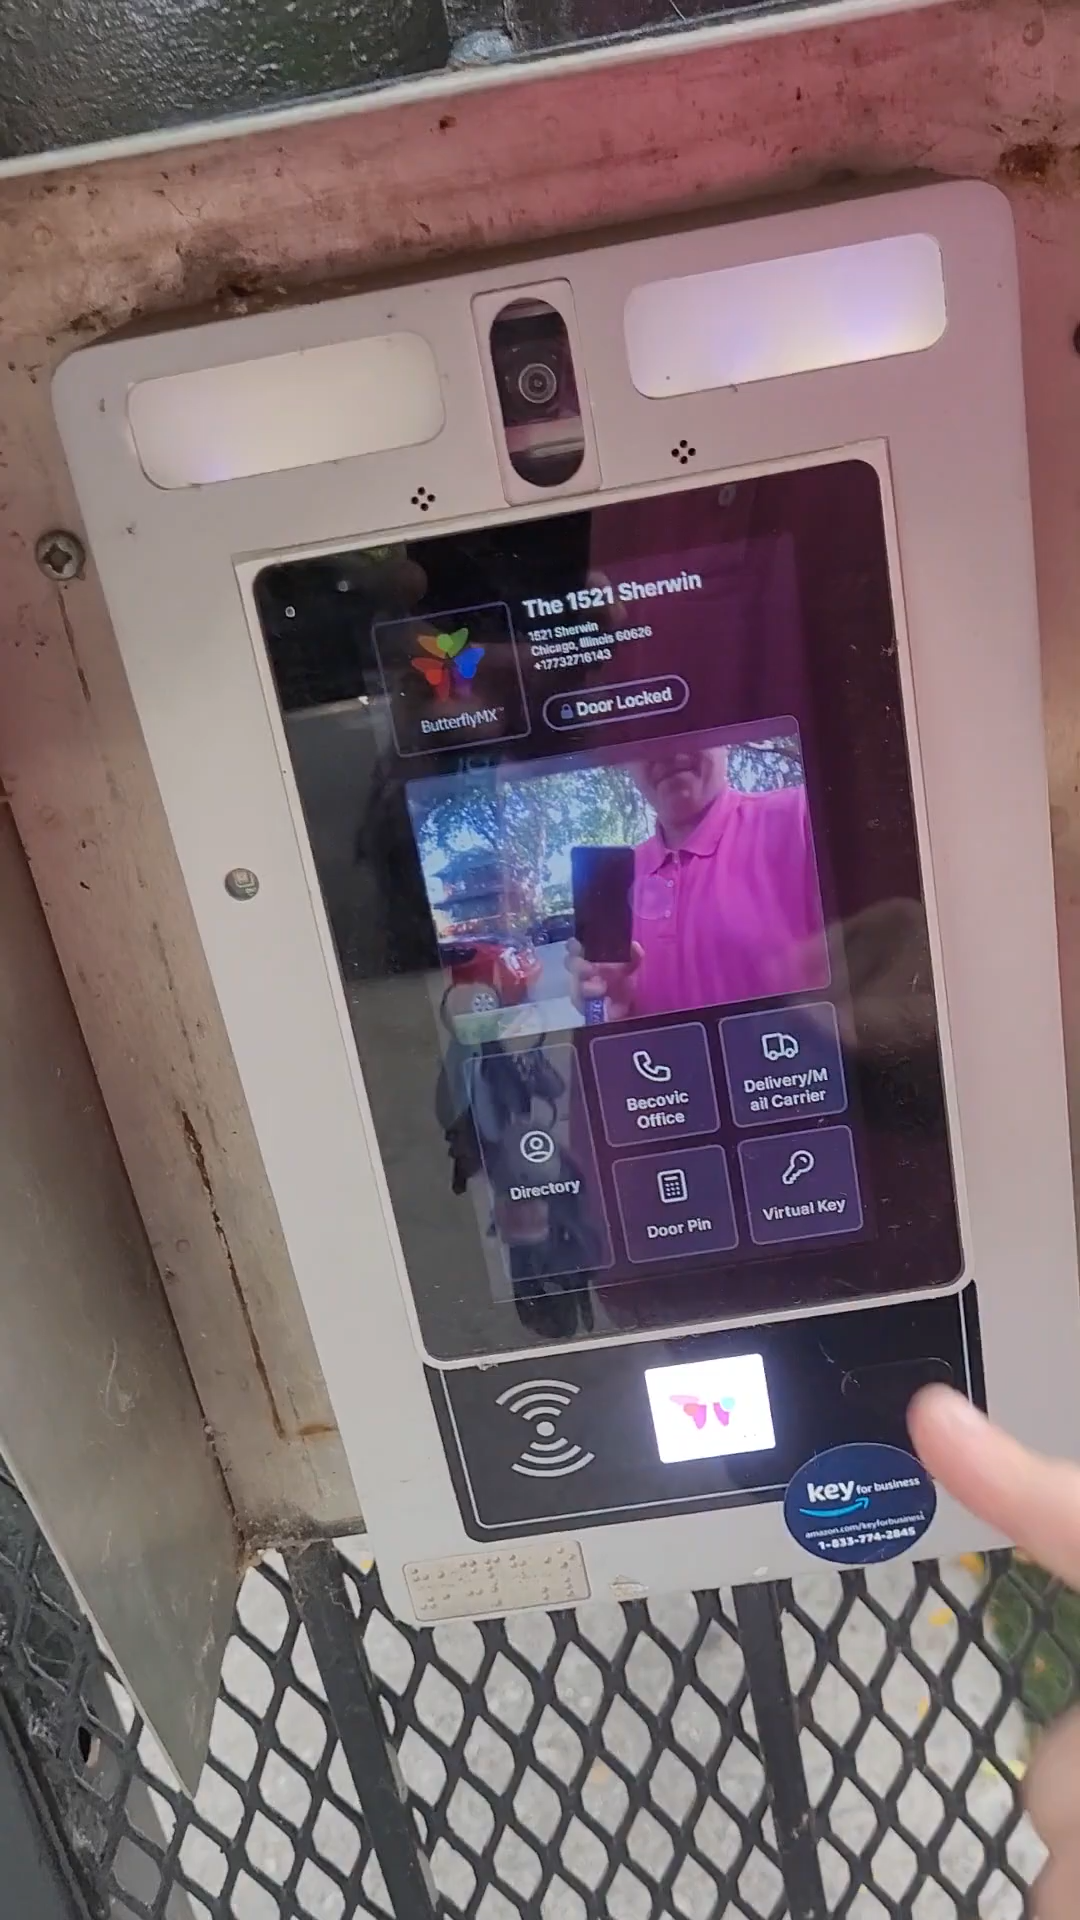 The 1521 Sherwin
1521 Sherwin
Chicago, Illinois 60626
+17732716143
ButterflyMX™
Door Locked
Becovic
Office
Delivery/M
ail Carrier
Directory
Door Pin
Virtual Key
key for business
amazon.com/keyforbusiness
1-833-774-2845